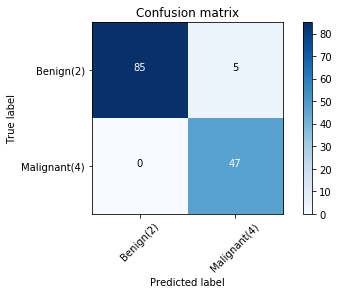 Confusion matrix
True label
Benign(2)
Malignant(4)
85 5
0 47
Benign(2)
Malignant(4)
Predicted label
80
70
60
50
40
30
20
10
0